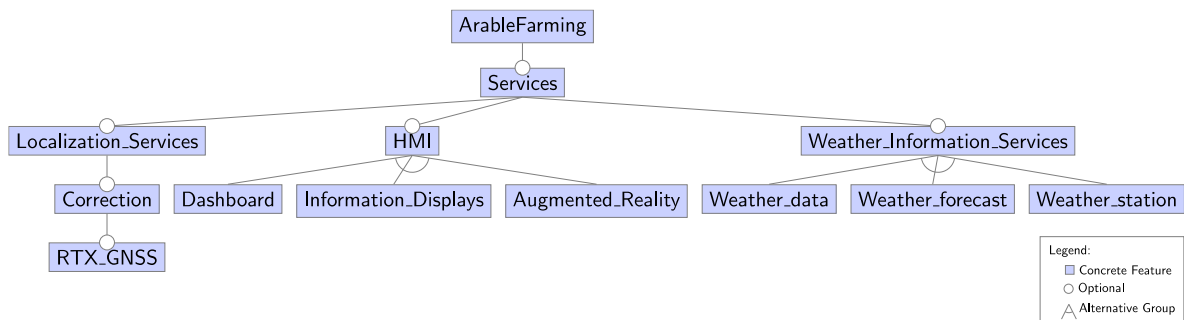 ArableFarming
Services
Localization_Services
HMI
Weather_Information_Services
Correction
Dashboard
Information_Displays
Augmented_Reality
Weather_data
Weather_forecast
Weather_station
RTX_GNSS
Legend:
Concrete Feature
Optional
Alternative Group